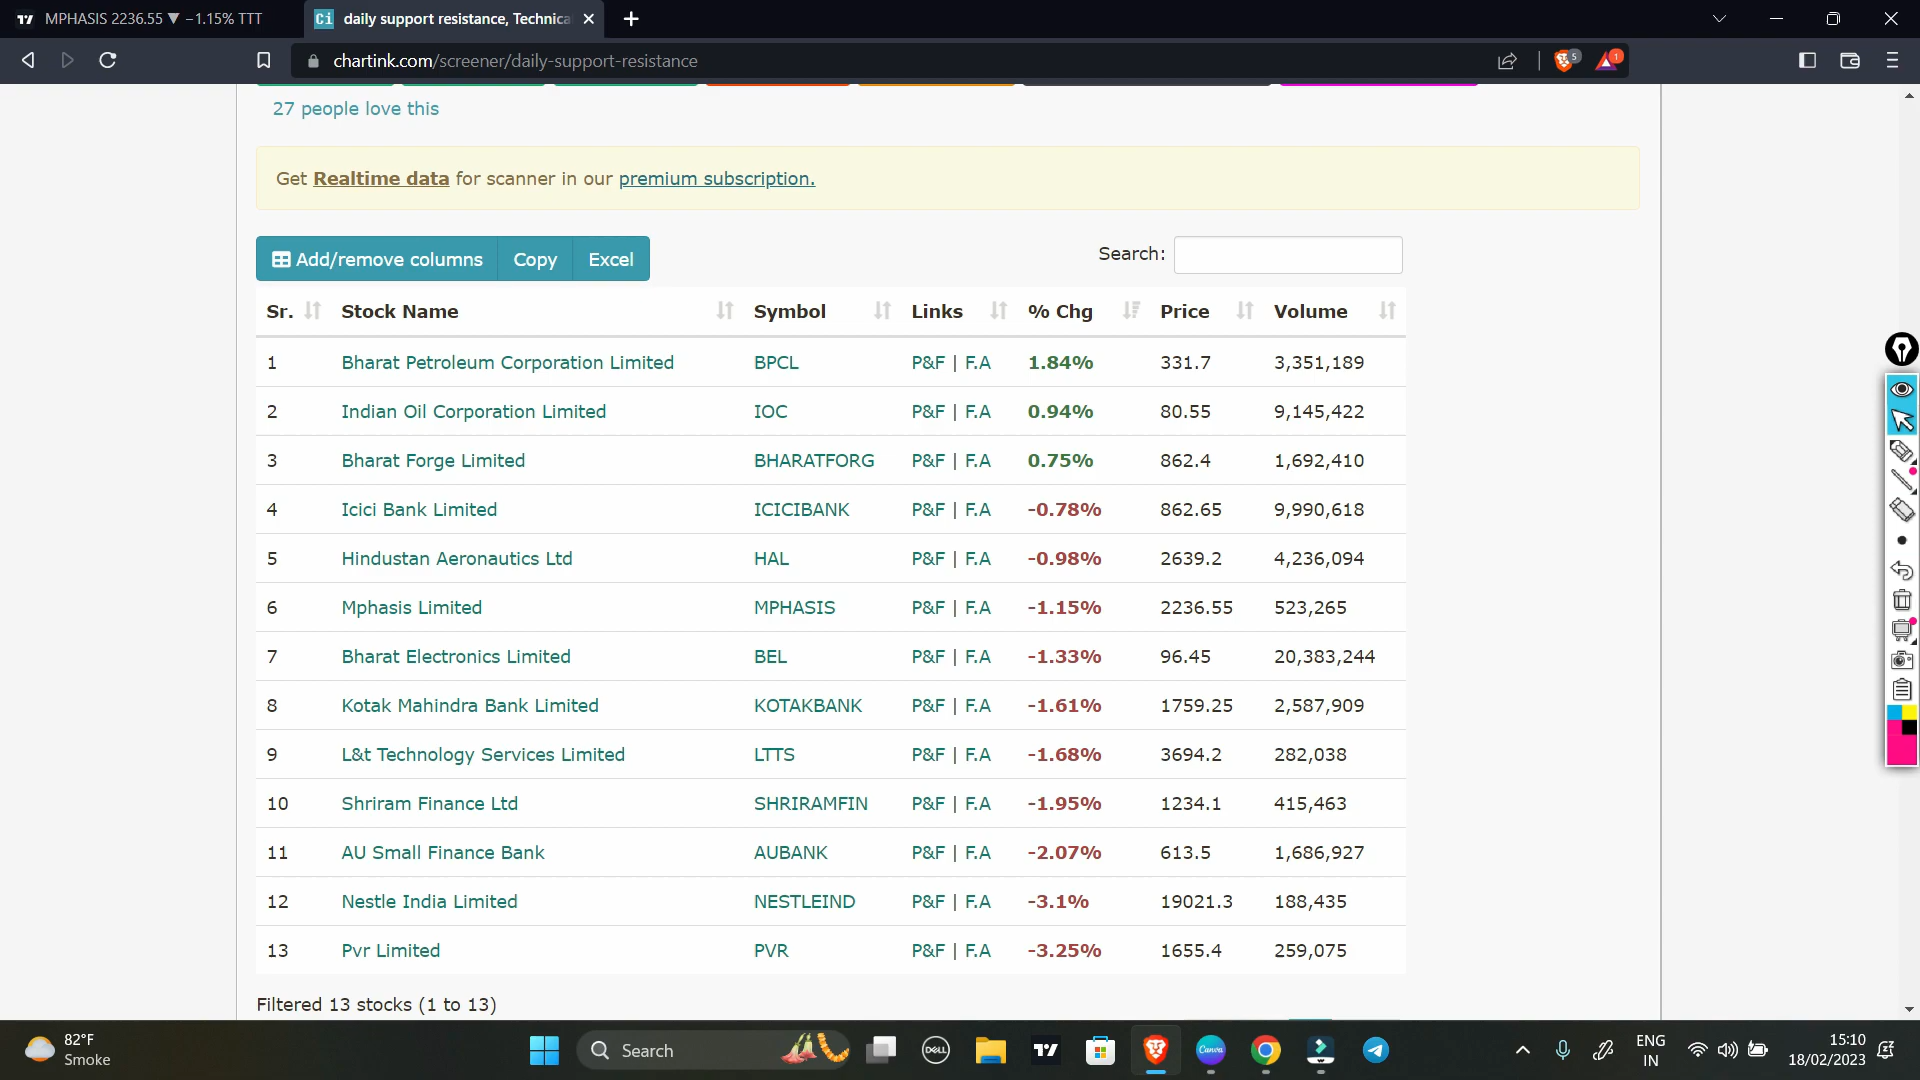 MPHASIS 2236.55 ▼ −1.15% TTT
Ci daily support resistance, Technica
chartink.com/screener/daily-support-resistance
5
1
27 people love this
Get Realtime data for scanner in our premium subscription.
Add/remove columns Copy Excel
Search:
Sr. Stock Name Symbol Links % Chg Price Volume
1 Bharat Petroleum Corporation Limited BPCL P&F | F.A 1.84% 331.7 3,351,189
2 Indian Oil Corporation Limited IOC P&F | F.A 0.94% 80.55 9,145,422
3 Bharat Forge Limited BHARATFORG P&F | F.A 0.75% 862.4 1,692,410
4 Icici Bank Limited ICICIBANK P&F | F.A -0.78% 862.65 9,990,618
5 Hindustan Aeronautics Ltd HAL P&F | F.A -0.98% 2639.2 4,236,094
6 Mphasis Limited MPHASIS P&F | F.A -1.15% 2236.55 523,265
7 Bharat Electronics Limited BEL P&F | F.A -1.33% 96.45 20,383,244
8 Kotak Mahindra Bank Limited KOTAKBANK P&F | F.A -1.61% 1759.25 2,587,909
9 L&t Technology Services Limited LTTS P&F | F.A -1.68% 3694.2 282,038
10 Shriram Finance Ltd SHRIRAMFIN P&F | F.A -1.95% 1234.1 415,463
11 AU Small Finance Bank AUBANK P&F | F.A -2.07% 613.5 1,686,927
12 Nestle India Limited NESTLEIND P&F | F.A -3.1% 19021.3 188,435
13 Pvr Limited PVR P&F | F.A -3.25% 1655.4 259,075
Filtered 13 stocks (1 to 13)
82°F
Smoke
Search
DELL
Canva
ENG
IN
15:10
18/02/2023